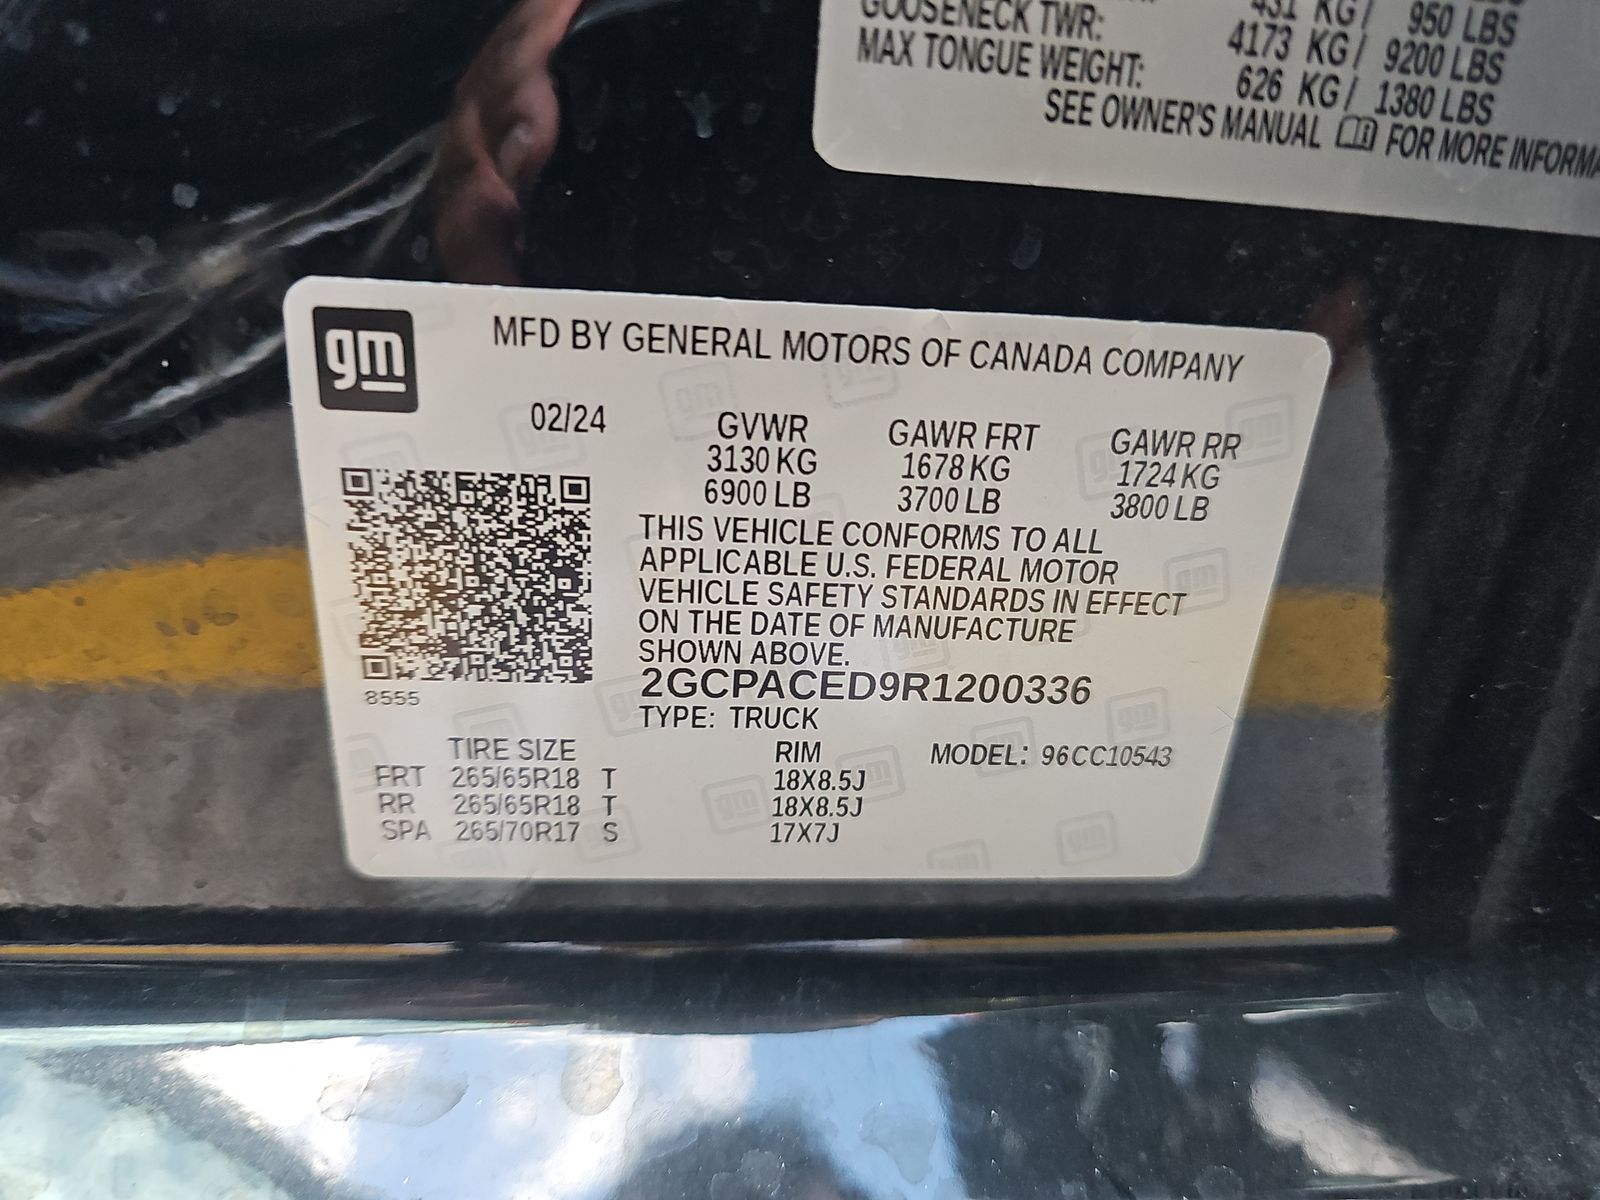 431 KG/ 950 LBS
GOOSENECK TWR: 4173 KG/ 9200 LBS
MAX TONGUE WEIGHT: 626 KG/ 1380 LBS
SEE OWNER'S MANUAL FOR MORE
gm
MFD BY GENERAL MOTORS OF CANADA COMPANY
02/24 GVWR GAWR FRT GAWR RR
3130 KG 1678 KG 1724 KG
6900 LB 3700 LB 3800 LB
THIS VEHICLE CONFORMS TO ALL
APPLICABLE U.S. FEDERAL MOTOR
VEHICLE SAFETY STANDARDS IN EFFECT
ON THE DATE OF MANUFACTURE
SHOWN ABOVE.
8555
2GCPACED9R1200336
TYPE: TRUCK
TIRE SIZE RIM MODEL: 96CC10543
FRT 265/65R18 T 18X8.5J
RR 265/65R18 T 18X8.5J
SPA 265/70R17 S 17X7J